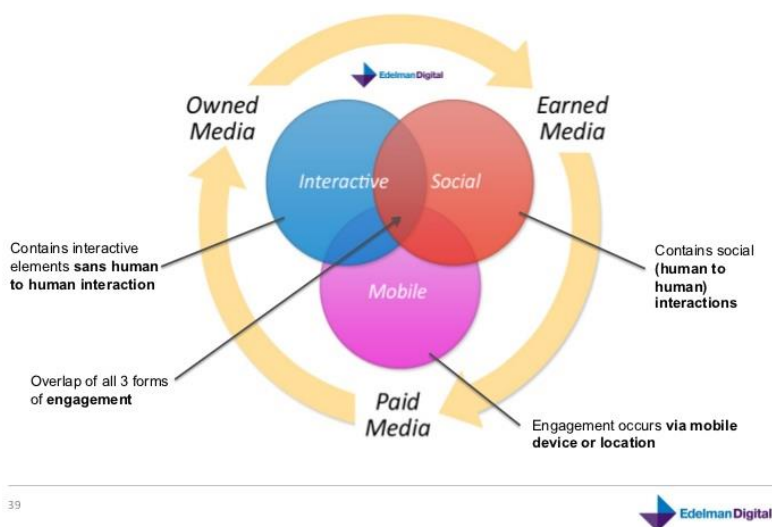 EdelmanDigital
Owned
Media
Earned
Media
Interactive
Social
Contains interactive
elements sans human
to human interaction
Contains social
(human to
human)
interactions
Mobile
Overlap of all 3 forms
of engagement
Paid
Media
Engagement occurs via mobile
device or location
39
EdelmanDigital